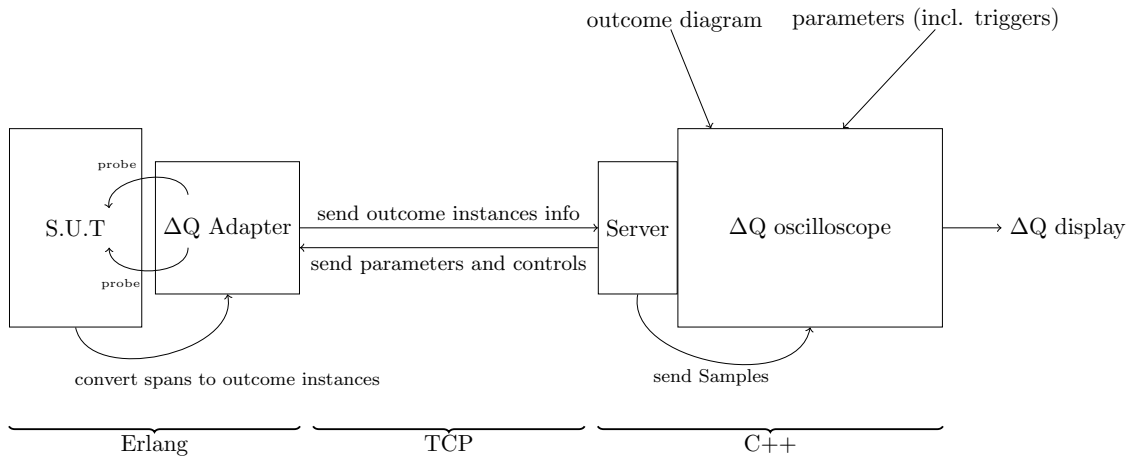 outcome diagram
parameters (incl. triggers)
probe
S.U.T
ΔQ Adapter
send outcome instances info
Server
ΔQ oscilloscope
ΔQ display
send parameters and controls
probe
convert spans to outcome instances
send Samples
Erlang
TCP
C++